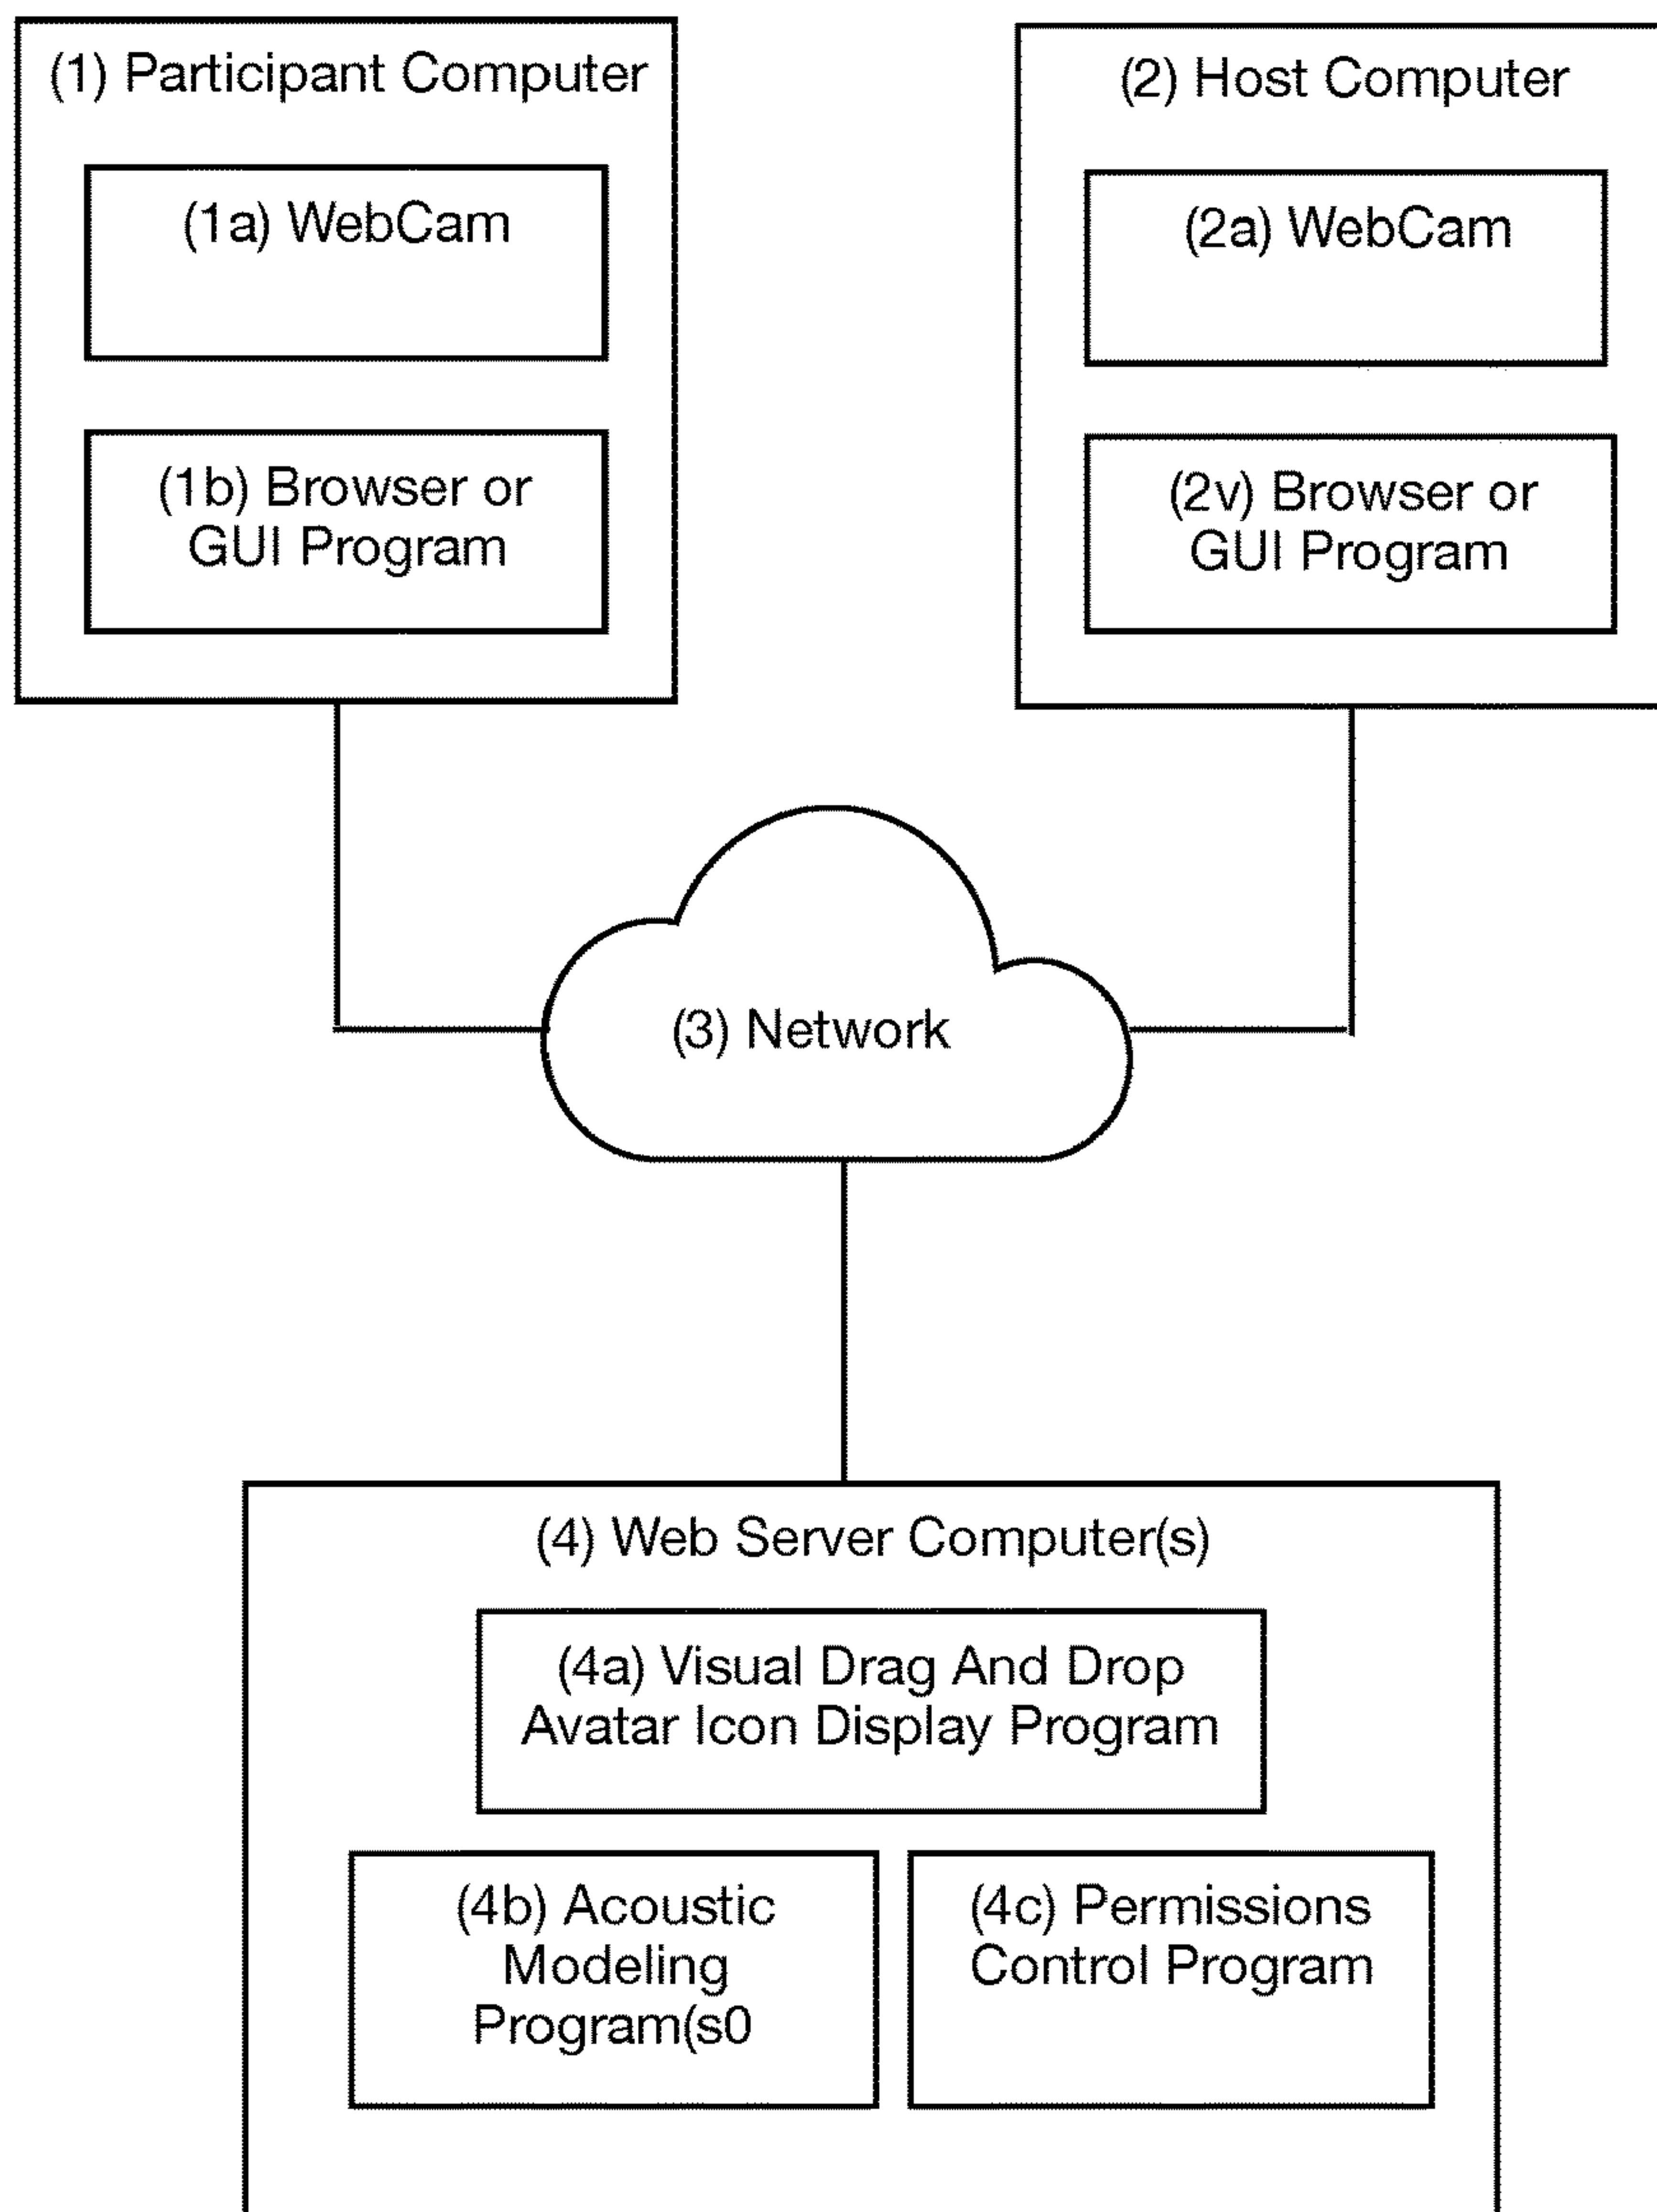 (1) Participant Computer
(1a) WebCam
(1b) Browser or
GUI Program
(2) Host Computer
(2a) WebCam
(2v) Browser or
GUI Program
(3) Network
(4) Web Server Computer(s)
(4a) Visual Drag And Drop
Avatar Icon Display Program
(4b) Acoustic
Modeling
Program(s0
(4c) Permissions
Control Program